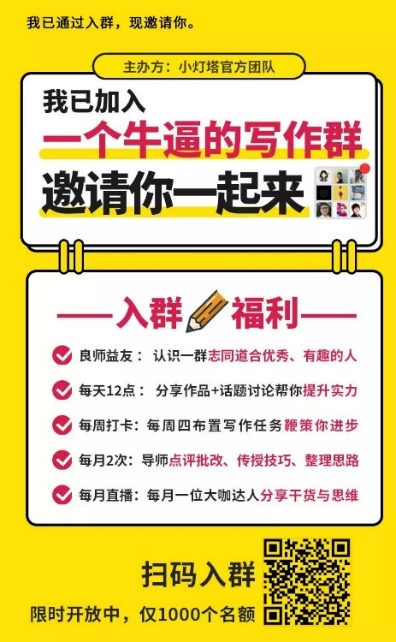 我已通过入群，现邀请你。
主办方：小灯塔官方团队
我已加入
一个牛逼的写作群
邀请你一起来
入群福利
良师益友： 认识一群志同道合优秀、有趣的人
每天12点： 分享作品+话题讨论帮你提升实力
每周打卡：每周四布置写作任务鞭策你进步
每月2次：导师点评批改、传授技巧、整理思路
每月直播：每月一位大咖达人分享干货与思维
扫码入群
限时开放中，仅1000个名额